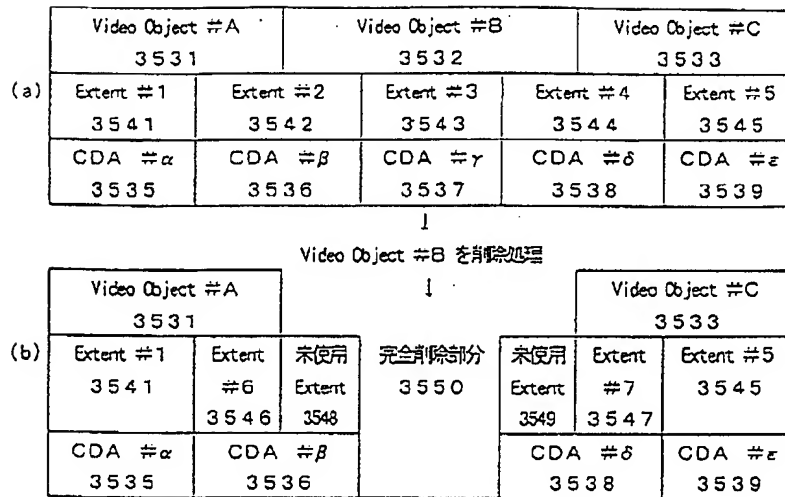 Video Object #A Video Object #B Video Object #C
3531 3532 3533
(a) Extent #1 Extent #2 Extent #3 Extent #4 Extent #5
3541 3542 3543 3544 3545
CDA #α CDA #β CDA #γ CDA #δ CDA #ε
3535 3536 3537 3538 3539
↓
Video Object #B を削除処理
↓
Video Object #A Video Object #C
3531 3533
(b) Extent #1 Extent 未使用 完全削除部分 未使用 Extent Extent #5
3541 #6 Extent 3550 Extent #7 3545
3546 3548 3549 3547
CDA #α CDA #β CDA #δ CDA #ε
3535 3536 3538 3539